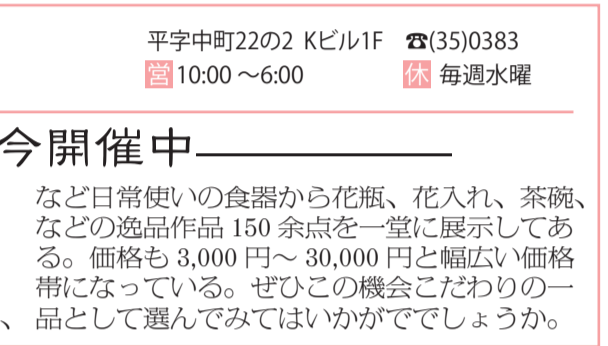 平字中町22の2 Kビル1F ☎(35)0383
営 10:00 〜6:00 休 毎週水曜
今開催中
など日常使いの食器から花瓶、花入れ、茶碗、
などの逸品作品 150 余点を一堂に展示してあ
る。価格も 3,000 円〜 30,000 円と幅広い価格
帯になっている。ぜひこの機会こだわりの一
、品として選んでみてはいかがででしょうか。